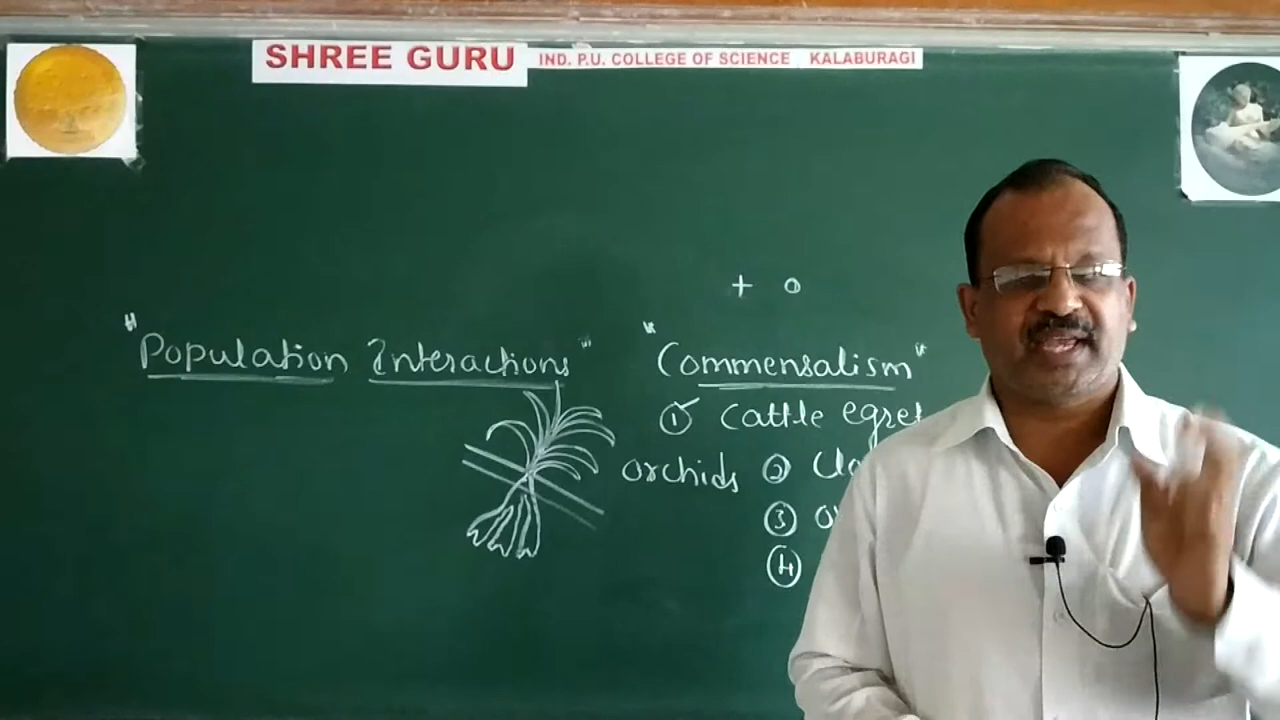 SHREE GURU IND. P.U. COLLEGE OF SCIENCE KALABURAGI
+ 0
"Population Interactions" "Commensalism"
① Cattle egret
orchids ②
③
④